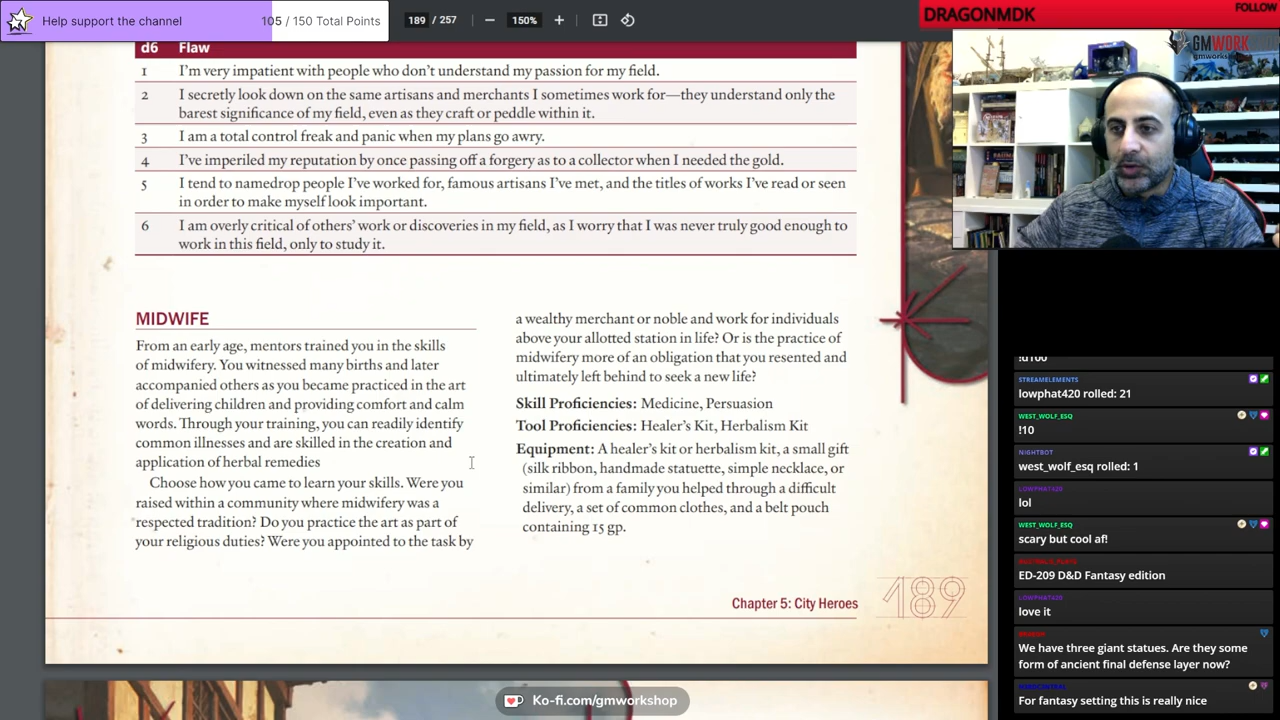 Help support the channel
105 / 150 Total Points
189 / 257
150%
DRAGONMDK
FOLLOW
GMWORK
d6 Flaw
1 I'm very impatient with people who don't understand my passion for my field.
2 I secretly look down on the same artisans and merchants I sometimes work for—they understand only the
barest significance of my field, even as they craft or peddle within it.
3 I am a total control freak and panic when my plans go awry.
4 I've imperiled my reputation by once passing off a forgery as to a collector when I needed the gold.
5 I tend to namedrop people I've worked for, famous artisans I've met, and the titles of works I've read or seen
in order to make myself look important.
6 I am overly critical of others' work or discoveries in my field, as I worry that I was never truly good enough to
work in this field, only to study it.
MIDWIFE
From an early age, mentors trained you in the skills
of midwifery. You witnessed many births and later
accompanied others as you became practiced in the art
of delivering children and providing comfort and calm
words. Through your training, you can readily identify
common illnesses and are skilled in the creation and
application of herbal remedies
Choose how you came to learn your skills. Were you
raised within a community where midwifery was a
respected tradition? Do you practice the art as part of
your religious duties? Were you appointed to the task by
a wealthy merchant or noble and work for individuals
above your allotted station in life? Or is the practice of
midwifery more of an obligation that you resented and
ultimately left behind to seek a new life?
Skill Proficiencies: Medicine, Persuasion
Tool Proficiencies: Healer's Kit, Herbalism Kit
Equipment: A healer's kit or herbalism kit, a small gift
(silk ribbon, handmade statuette, simple necklace, or
similar) from a family you helped through a difficult
delivery, a set of common clothes, and a belt pouch
containing 15 gp.
Chapter 5: City Heroes
189
Ko-fi.com/gmworkshop
!d100
STREAMELEMENTS
lowphat420 rolled: 21
WEST_WOLF_ESQ
!10
NIGHTBOT
west_wolf_esq rolled: 1
LOWPHAT420
lol
WEST_WOLF_ESQ
scary but cool af!
ED-209 D&D Fantasy edition
LOWPHAT420
love it
We have three giant statues. Are they some
form of ancient final defense layer now?
For fantasy setting this is really nice